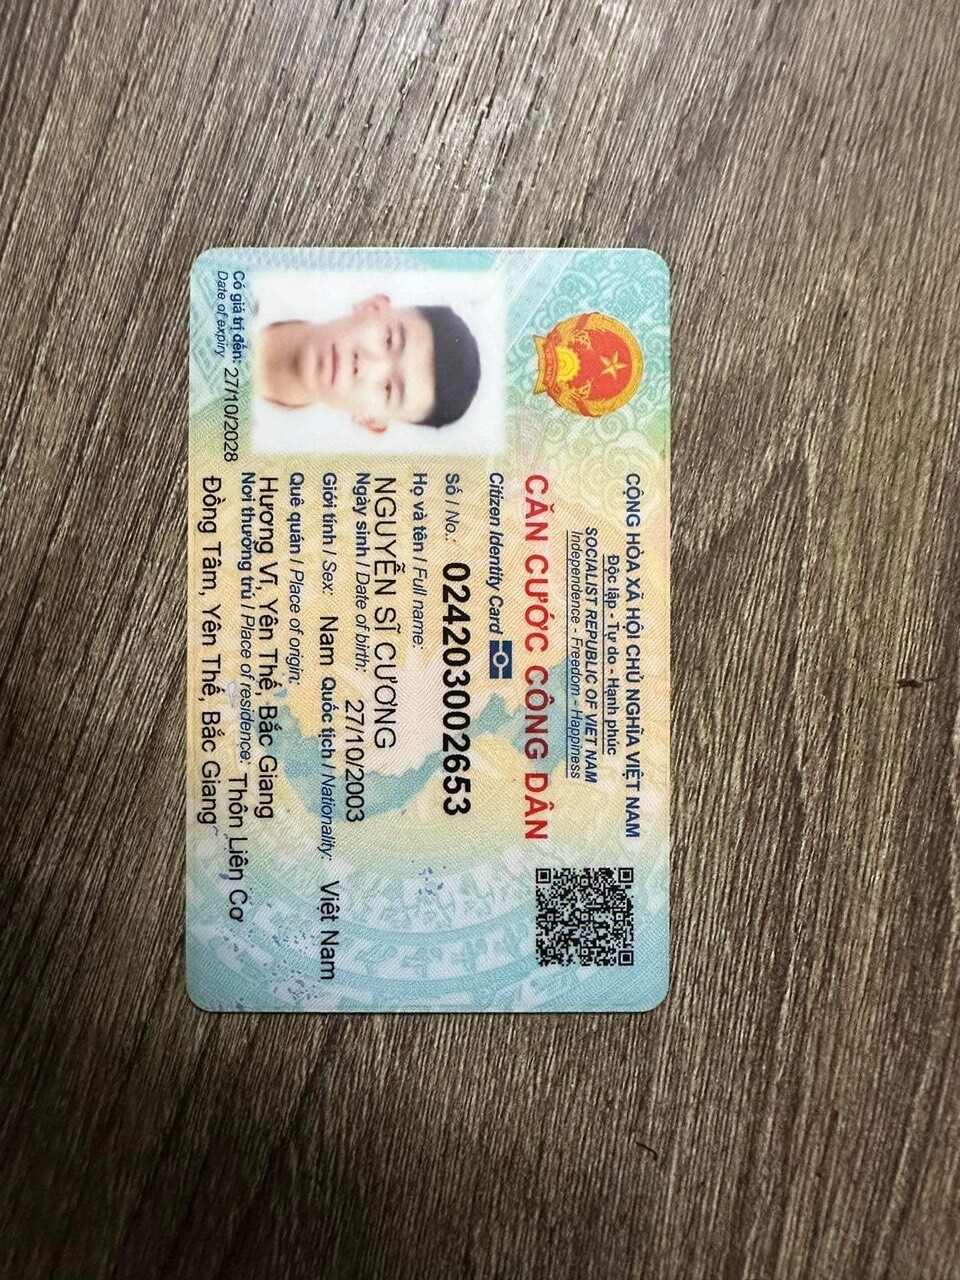 CỘNG HÒA XÃ HỘI CHỦ NGHĨA VIỆT NAM
Độc lập - Tự do - Hạnh phúc
SOCIALIST REPUBLIC OF VIET NAM
Independence - Freedom - Happiness
CĂN CƯỚC CÔNG DÂN
Citizen Identity Card
Số / No.: 024203002653
Họ và tên / Full name:
NGUYỄN SĨ CƯƠNG
Ngày sinh / Date of birth: 27/10/2003
Giới tính / Sex: Nam Quốc tịch / Nationality: Việt Nam
Quê quán / Place of origin:
Hương Vĩ, Yên Thế, Bắc Giang
Nơi thường trú / Place of residence: Thôn Liên Cơ
Đồng Tâm, Yên Thế, Bắc Giang
Có giá trị đến: 27/10/2028
Date of expiry